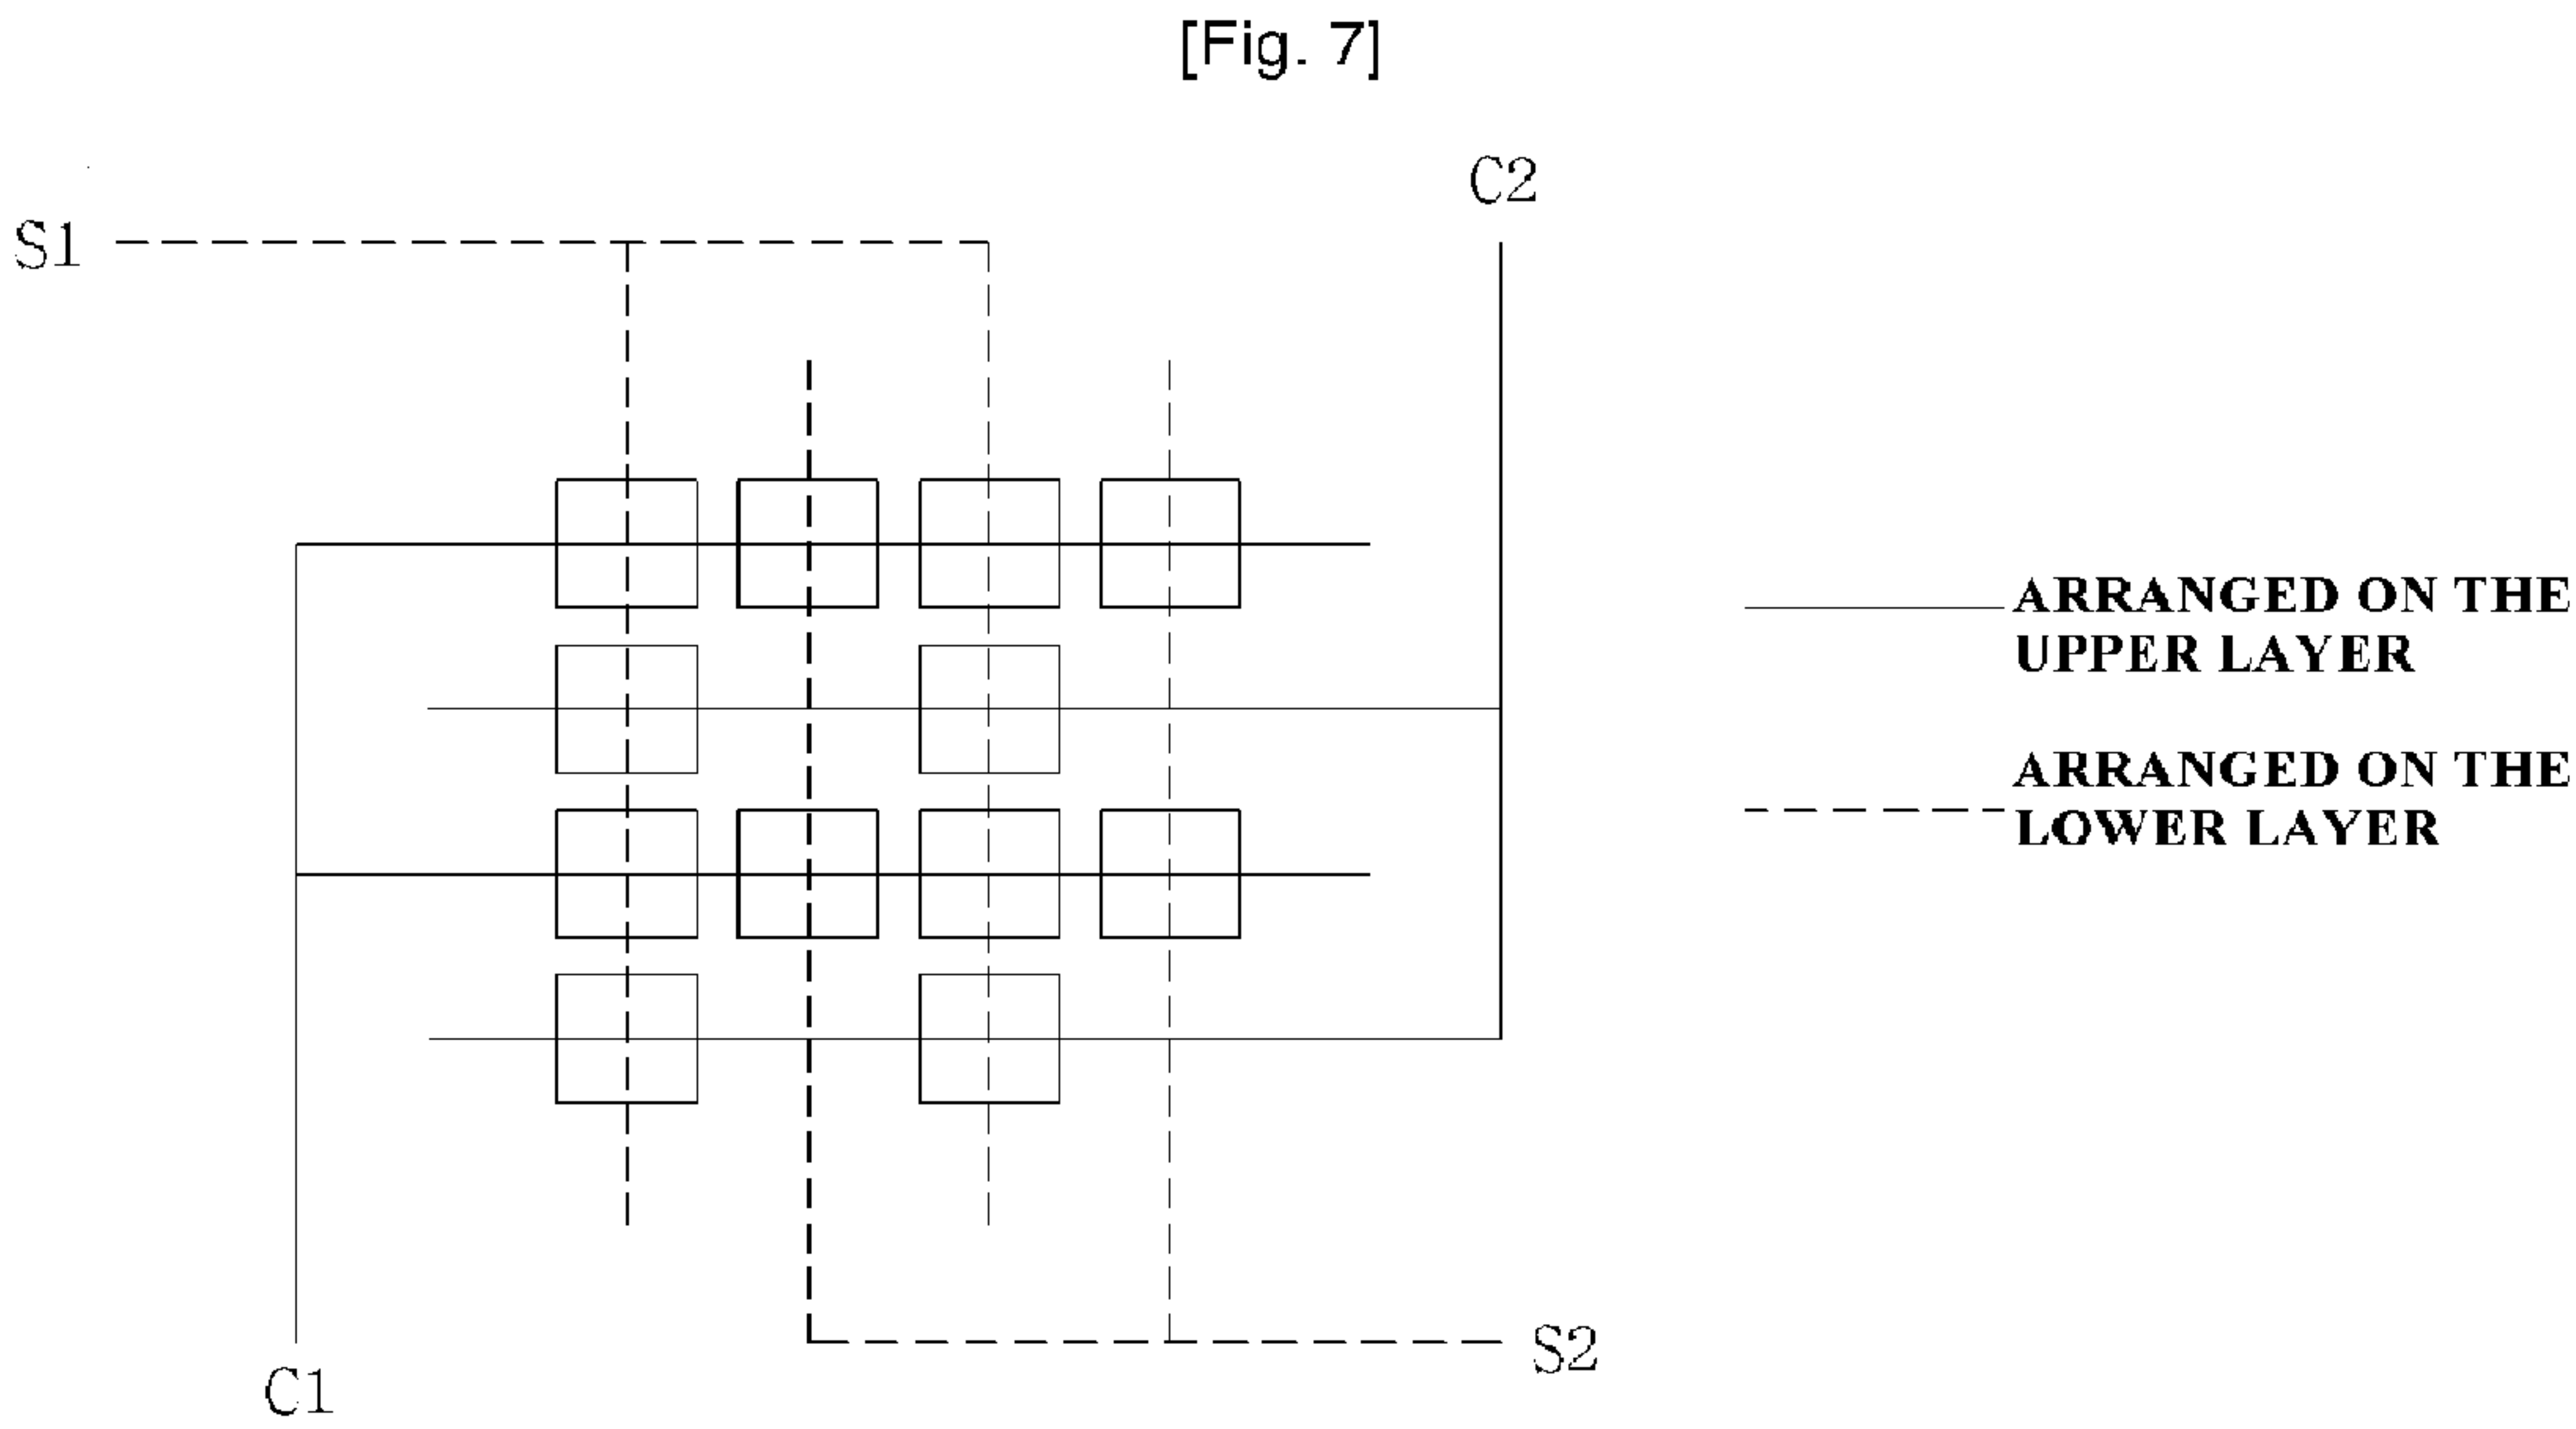 [Fig. 7]
C2
S1
ARRANGED ON THE
UPPER LAYER
ARRANGED ON THE
LOWER LAYER
S2
C1